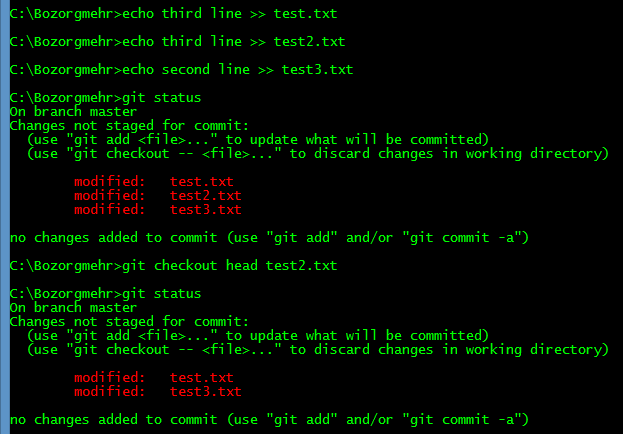 C:\Bozorgmehr>echo third line >> test.txt
C:\Bozorgmehr>echo third line >> test2.txt
C:\Bozorgmehr>echo second line >> test3.txt
C:\Bozorgmehr>git status
On branch master
Changes not staged for commit:
  (use "git add <file>..." to update what will be committed)
  (use "git checkout -- <file>..." to discard changes in working directory)
        modified:   test.txt
        modified:   test2.txt
        modified:   test3.txt
no changes added to commit (use "git add" and/or "git commit -a")
C:\Bozorgmehr>git checkout head test2.txt
C:\Bozorgmehr>git status
On branch master
Changes not staged for commit:
  (use "git add <file>..." to update what will be committed)
  (use "git checkout -- <file>..." to discard changes in working directory)
        modified:   test.txt
        modified:   test3.txt
no changes added to commit (use "git add" and/or "git commit -a")